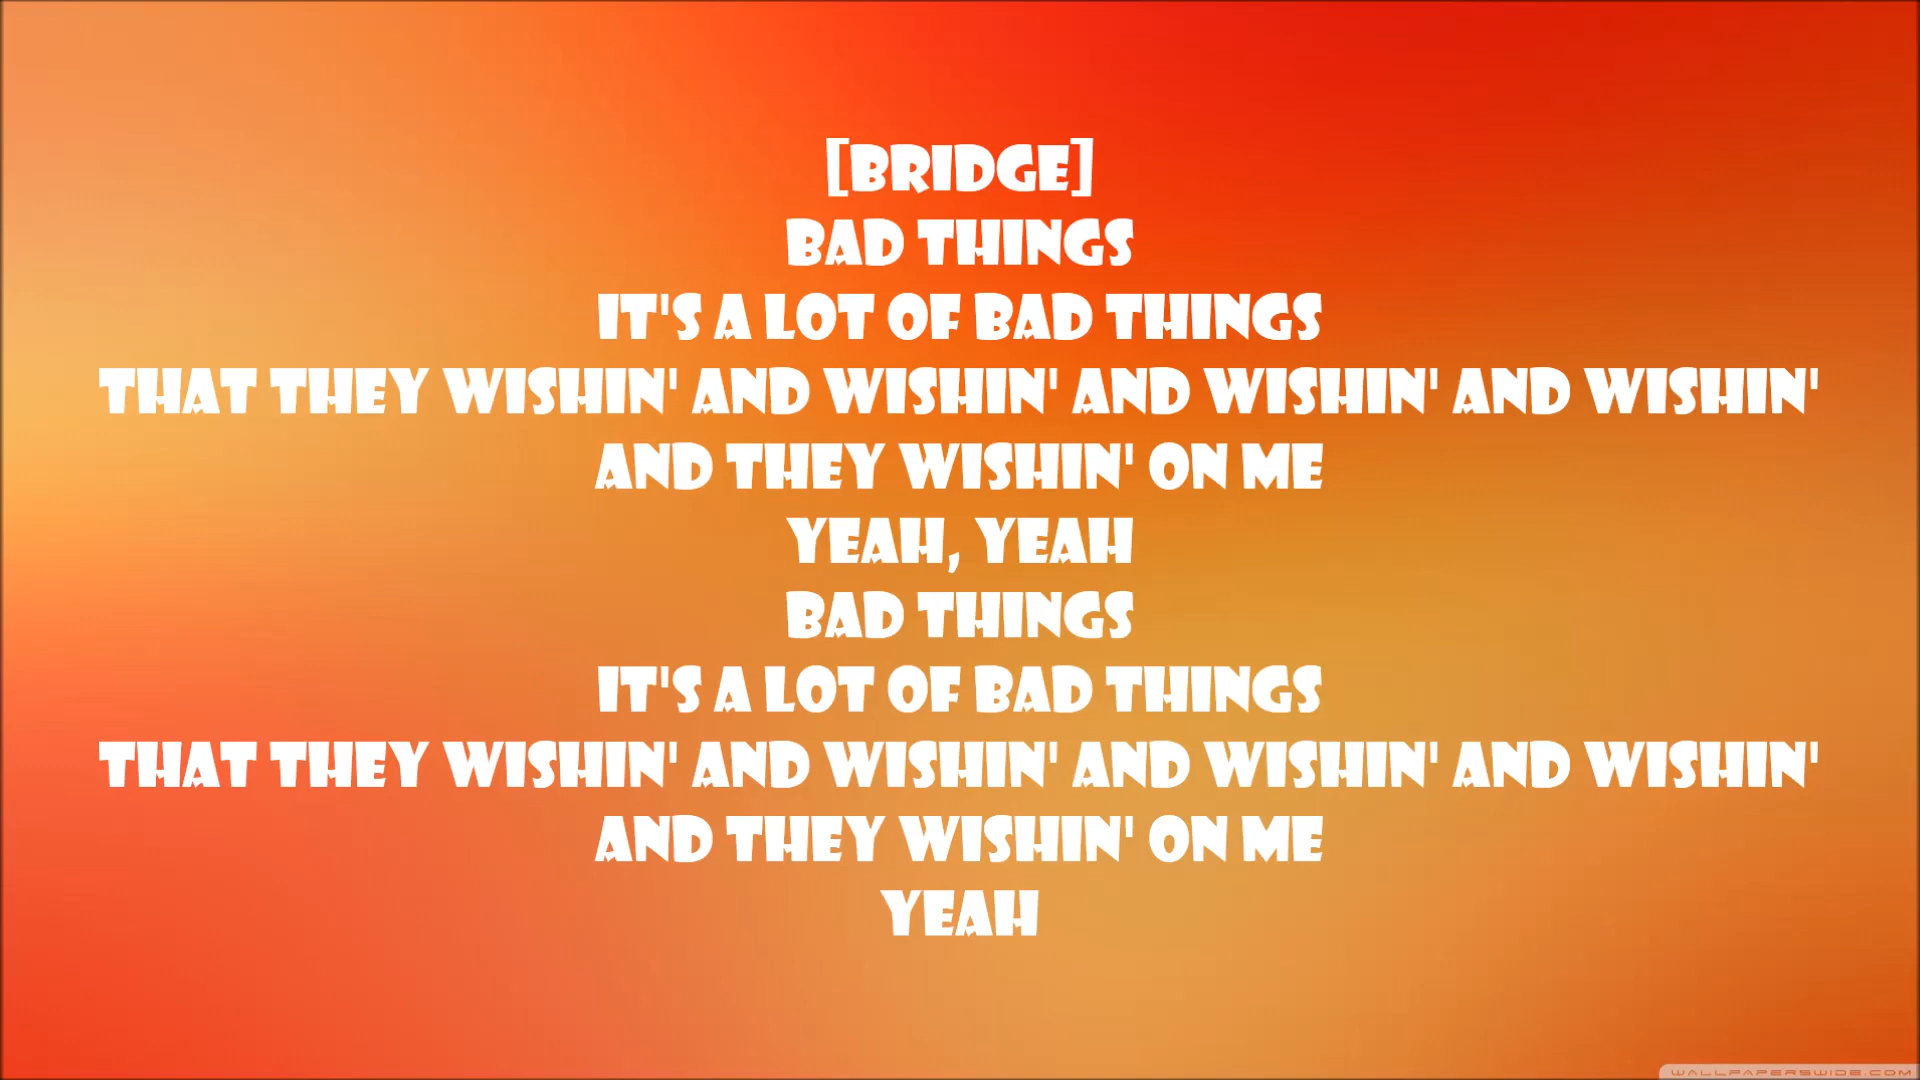 [BRIDGE]
BAD THINGS
IT'S A LOT OF BAD THINGS
THAT THEY WISHIN' AND WISHIN' AND WISHIN' AND WISHIN'
AND THEY WISHIN' ON ME
YEAH, YEAH
BAD THINGS
IT'S A LOT OF BAD THINGS
THAT THEY WISHIN' AND WISHIN' AND WISHIN' AND WISHIN'
AND THEY WISHIN' ON ME
YEAH
WALLPAPERSWIDE.COM